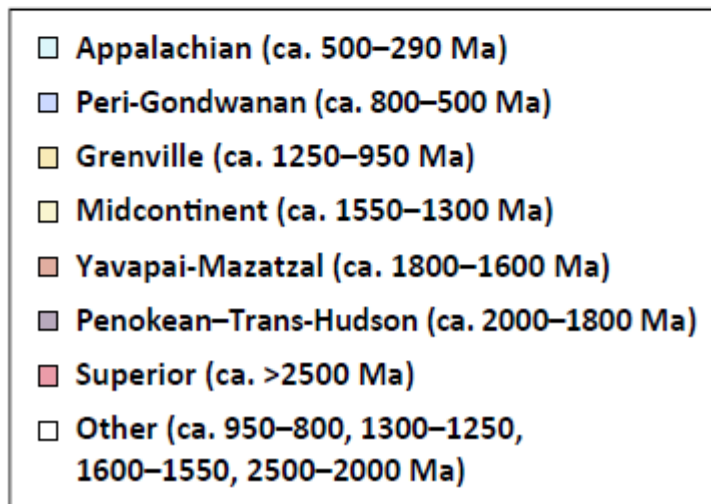 Appalachian (ca. 500–290 Ma)
Peri-Gondwanan (ca. 800–500 Ma)
Grenville (ca. 1250–950 Ma)
Midcontinent (ca. 1550–1300 Ma)
Yavapai-Mazatzal (ca. 1800–1600 Ma)
Penokean–Trans-Hudson (ca. 2000–1800 Ma)
Superior (ca. >2500 Ma)
Other (ca. 950–800, 1300–1250,
1600–1550, 2500–2000 Ma)